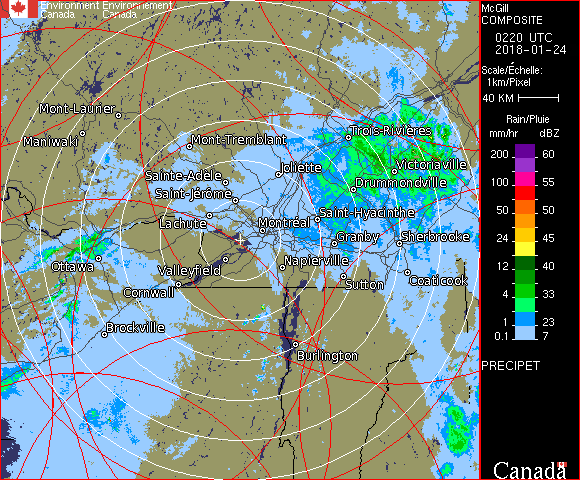 Environment Environnement
Canada Canada
McGill
COMPOSITE
0220 UTC
2018-01-24
Scale/Échelle:
1km/Pixel
40 KM
Rain/Pluie
mm/hr dBZ
200 60
100 55
50 50
24 45
12 40
4 33
1 23
0.1 7
PRECIPET
Canada
Mont-Laurier
Maniwaki
Mont-Tremblant
Trois-Rivières
Joliette
Victoriaville
Sainte-Adèle
Drummondville
Saint-Jérôme
Lachute
Saint-Hyacinthe
Montréal
Granby
Sherbrooke
Ottawa
Valleyfield
Napierville
Sutton
Coaticook
Cornwall
Brockville
Burlington